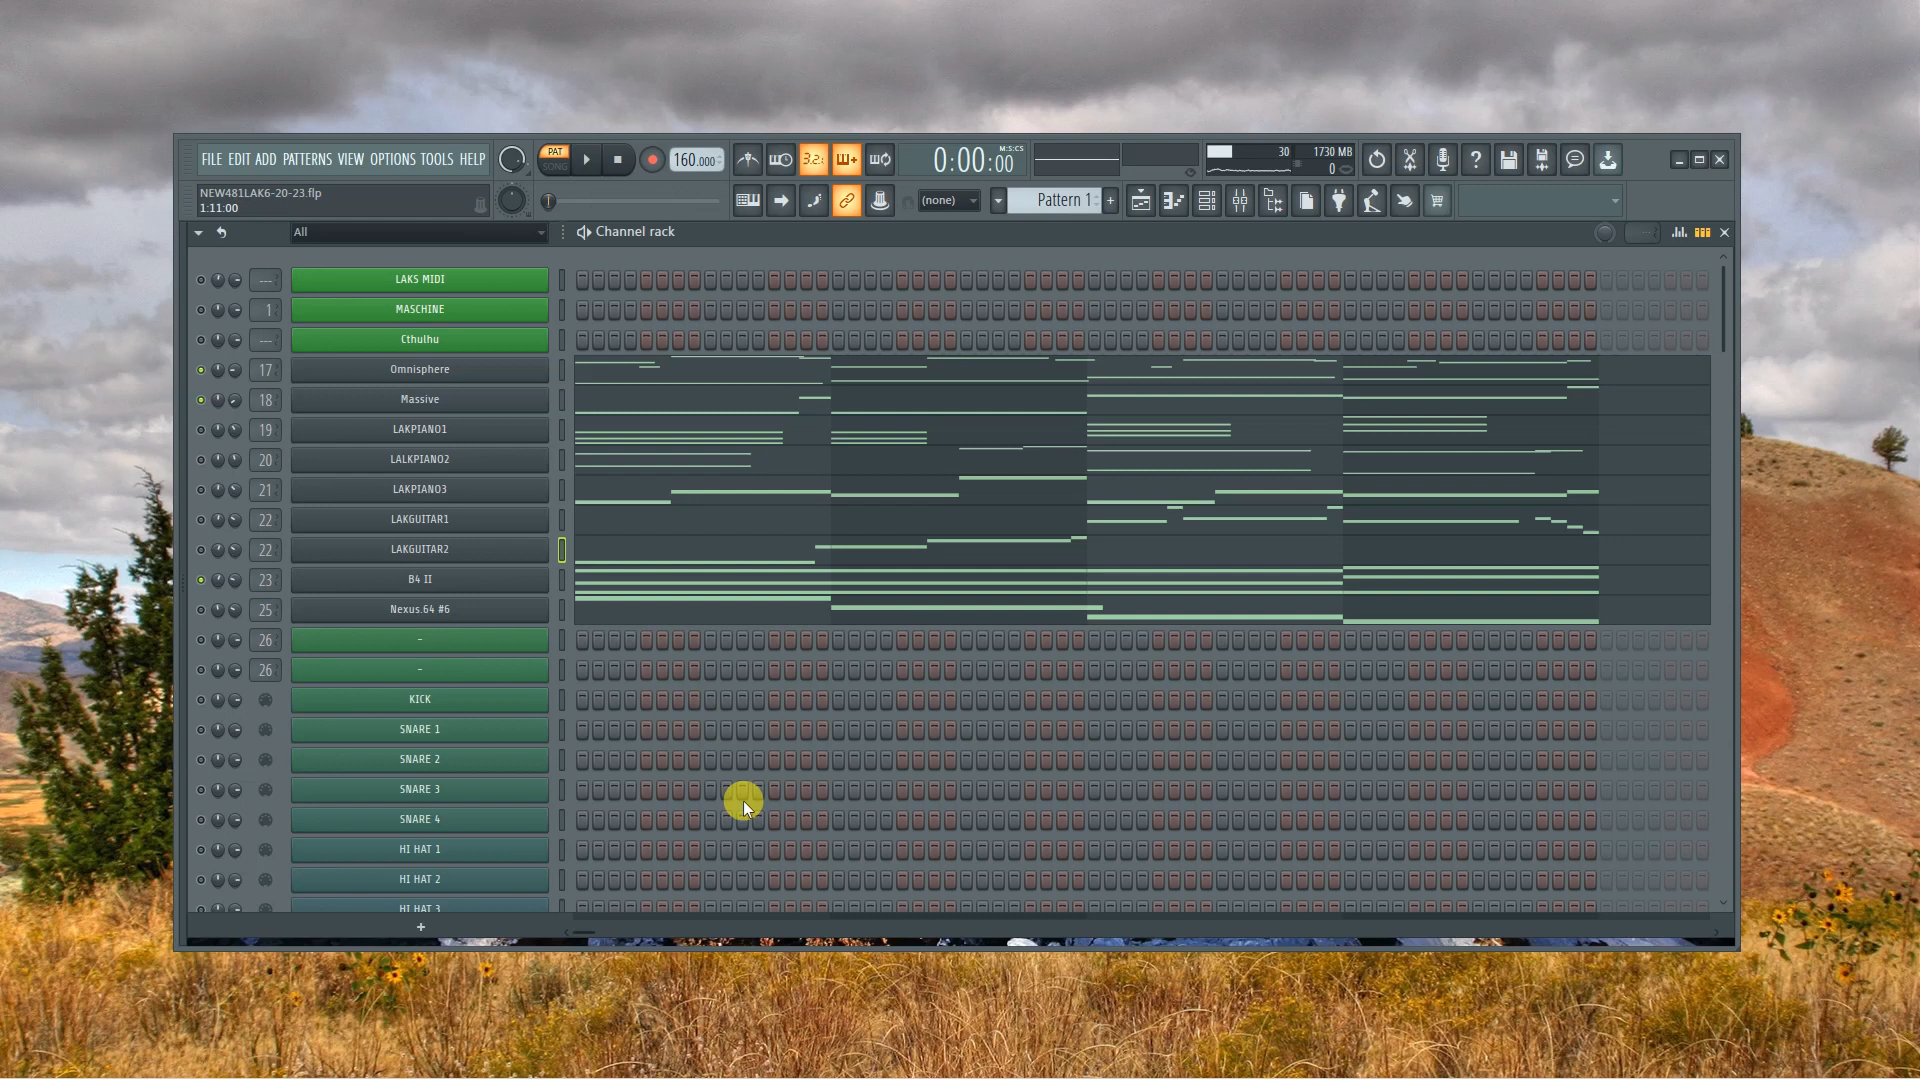 FILE EDIT ADD PATTERNS VIEW OPTIONS TOOLS HELP
PAT
SONG
160.000
3.2.
0:00:00
M:S:CS
30
1730 MB
0
NEW481LAK6-20-23.flp
1:11:00
(none)
Pattern 1
+
All
Channel rack
--- LAKS MIDI
1 MASCHINE
--- Cthulhu
17 Omnisphere
18 Massive
19 LAKPIANO1
20 LALKPIANO2
21 LAKPIANO3
22 LAKGUITAR1
22 LAKGUITAR2
23 B4 II
25 Nexus.64 #6
26 -
26 -
KICK
SNARE 1
SNARE 2
SNARE 3
SNARE 4
HI HAT 1
HI HAT 2
HI HAT 3
+